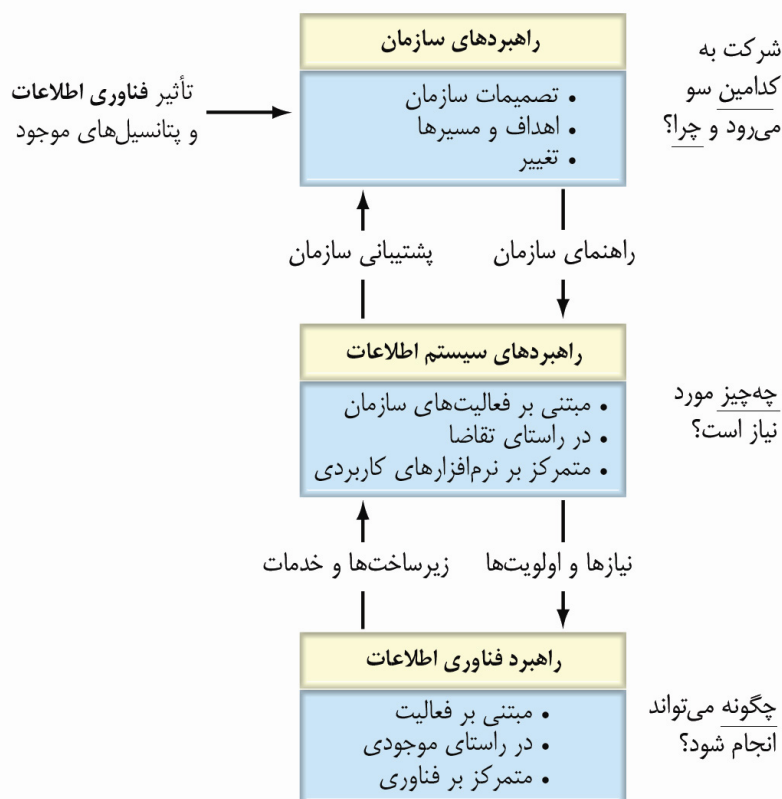 راهبردهای سازمان
• تصمیمات سازمان
• اهداف و مسیرها
• تغییر
شرکت به
کدامین سو
می‌رود و چرا؟
تأثیر فناوری اطلاعات
و پتانسیل‌های موجود
راهنمای سازمان
پشتیبانی سازمان
راهبردهای سیستم اطلاعات
• مبتنی بر فعالیت‌های سازمان
• در راستای تقاضا
• متمرکز بر نرم‌افزارهای کاربردی
چه‌چیز مورد
نیاز است؟
نیازها و اولویت‌ها
زیرساخت‌ها و خدمات
راهبرد فناوری اطلاعات
• مبتنی بر فعالیت
• در راستای موجودی
• متمرکز بر فناوری
چگونه می‌تواند
انجام شود؟